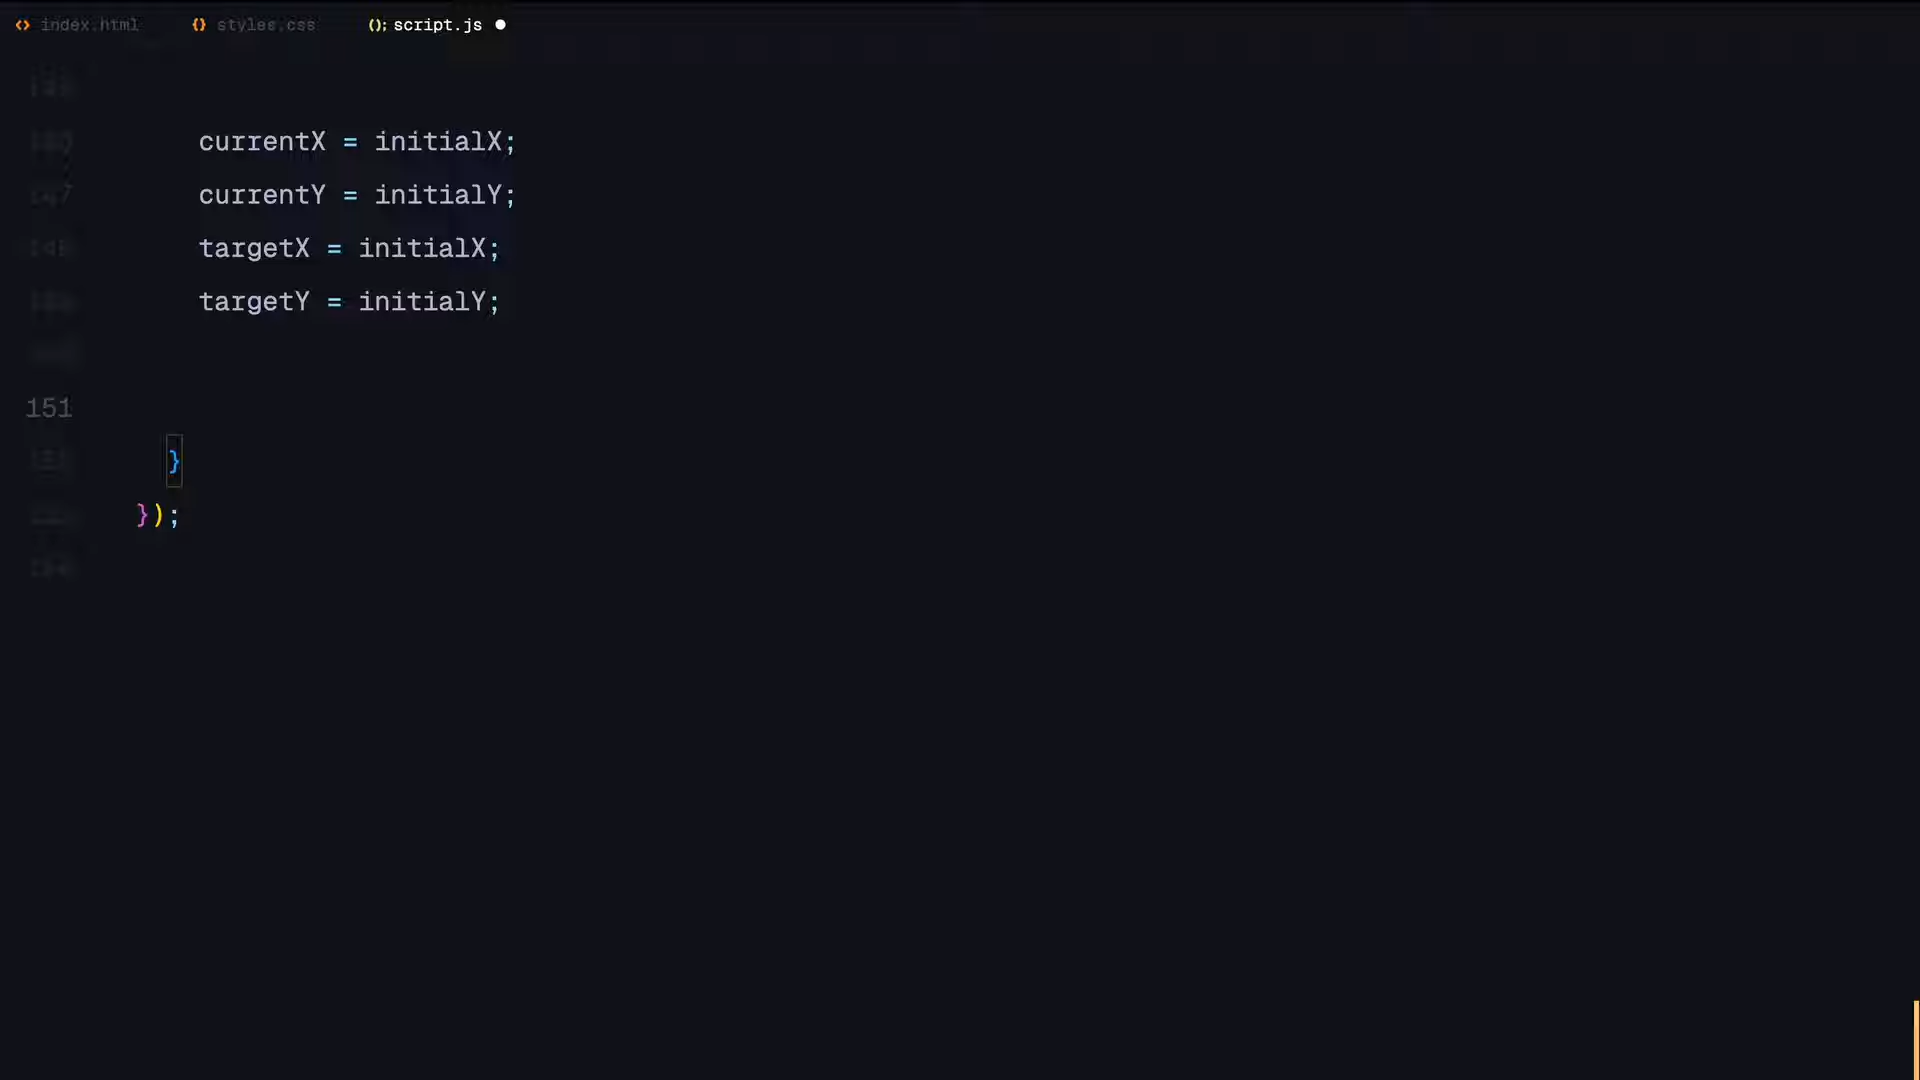 index.html styles.css (); script.js
currentX = initialX;
currentY = initialY;
targetX = initialX;
targetY = initialY;
151
}
});